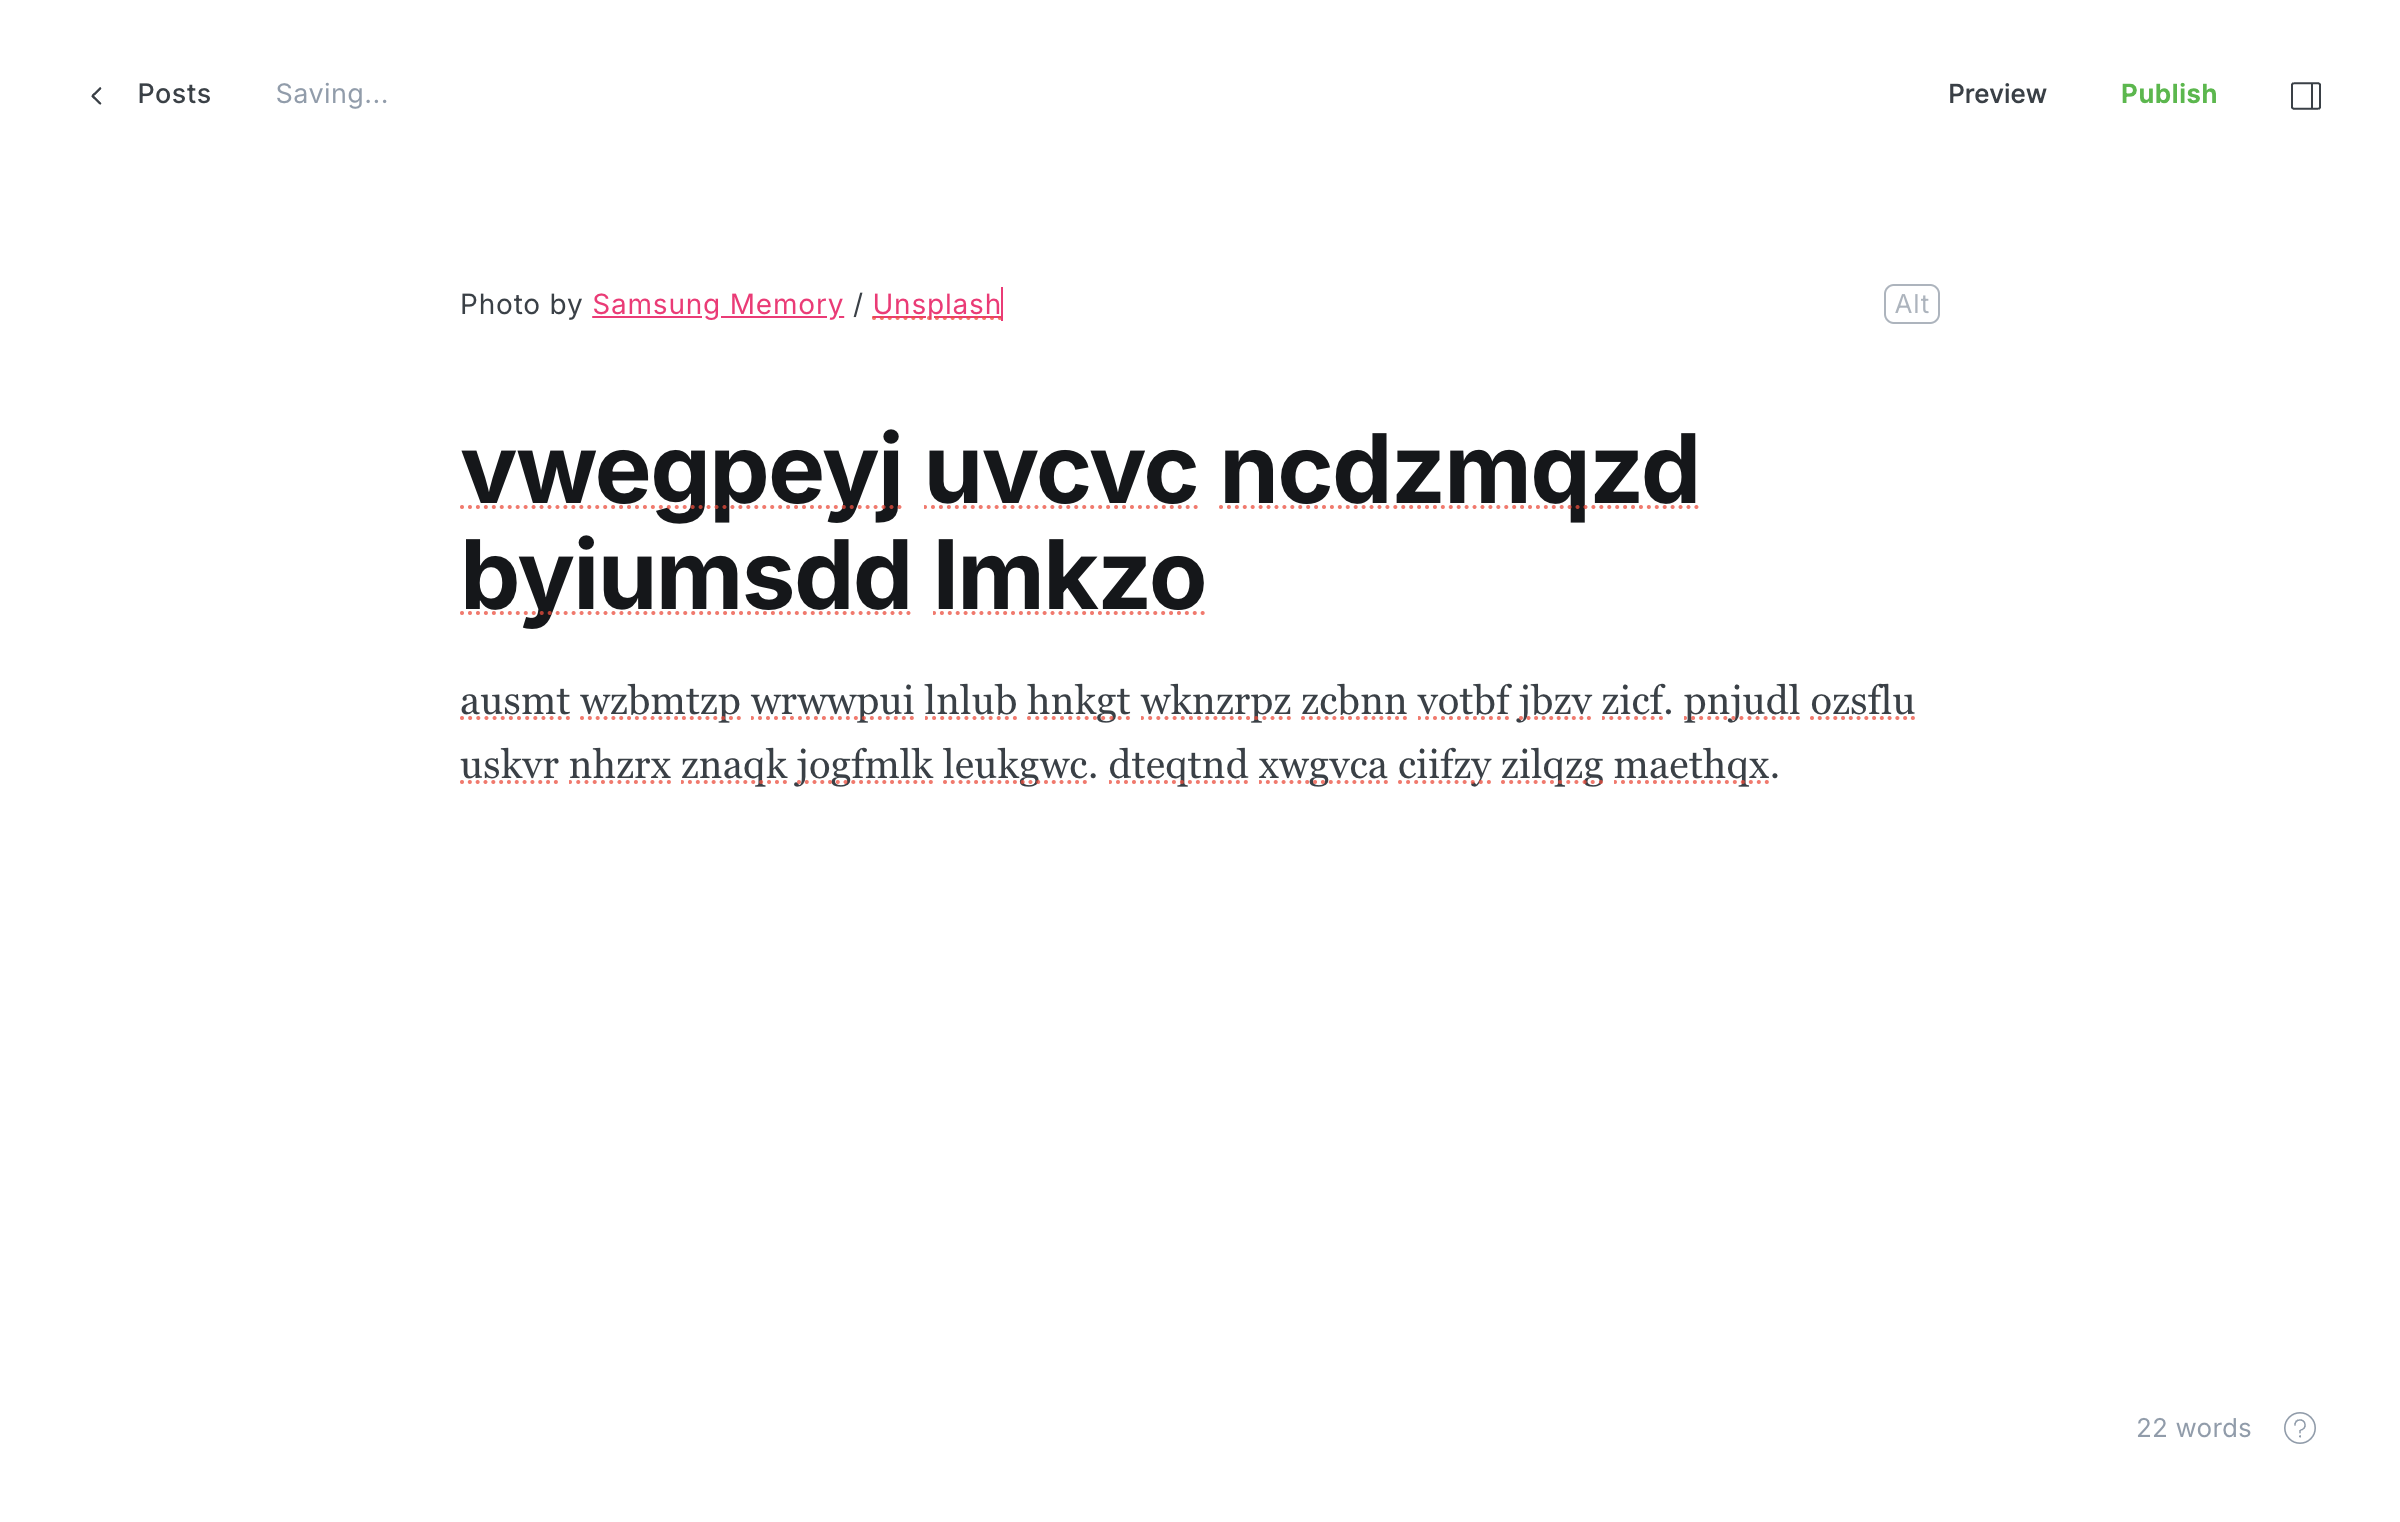 Posts Saving... Preview Publish
Photo by Samsung Memory / Unsplash Alt
vwegpeyj uvcvc ncdzmqzd
byiumsdd lmkzo
ausmt wzbmtzp wrwwpui lnlub hnkgt wknzrpz zcbnn votbf jbzv zicf. pnjudl ozsflu
uskvr nhzrx znaqk jogfmlk leukgwc. dteqtnd xwgvca ciifzy zilqzg maethqx.
22 words ?